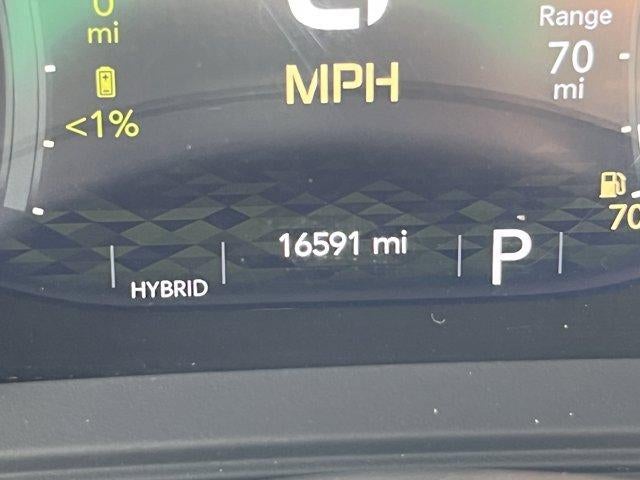 0
mi
<1%
MPH
Range
70
mi
70
HYBRID
16591 mi
P